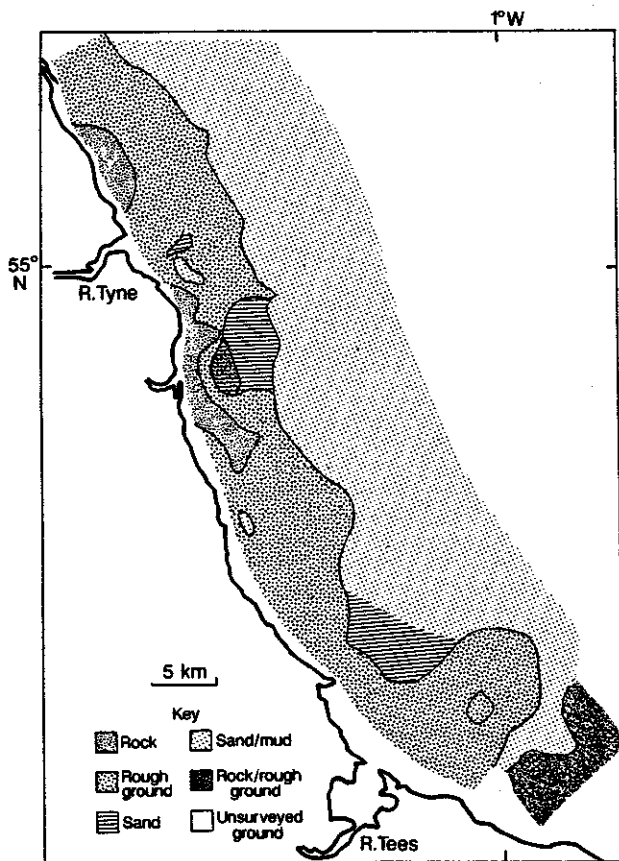 1°W
55°
N
R.Tyne
5 km
Key
Rock
Sand/mud
Rough
ground
Rock/rough
ground
Sand
Unsurveyed
ground
R.Tees